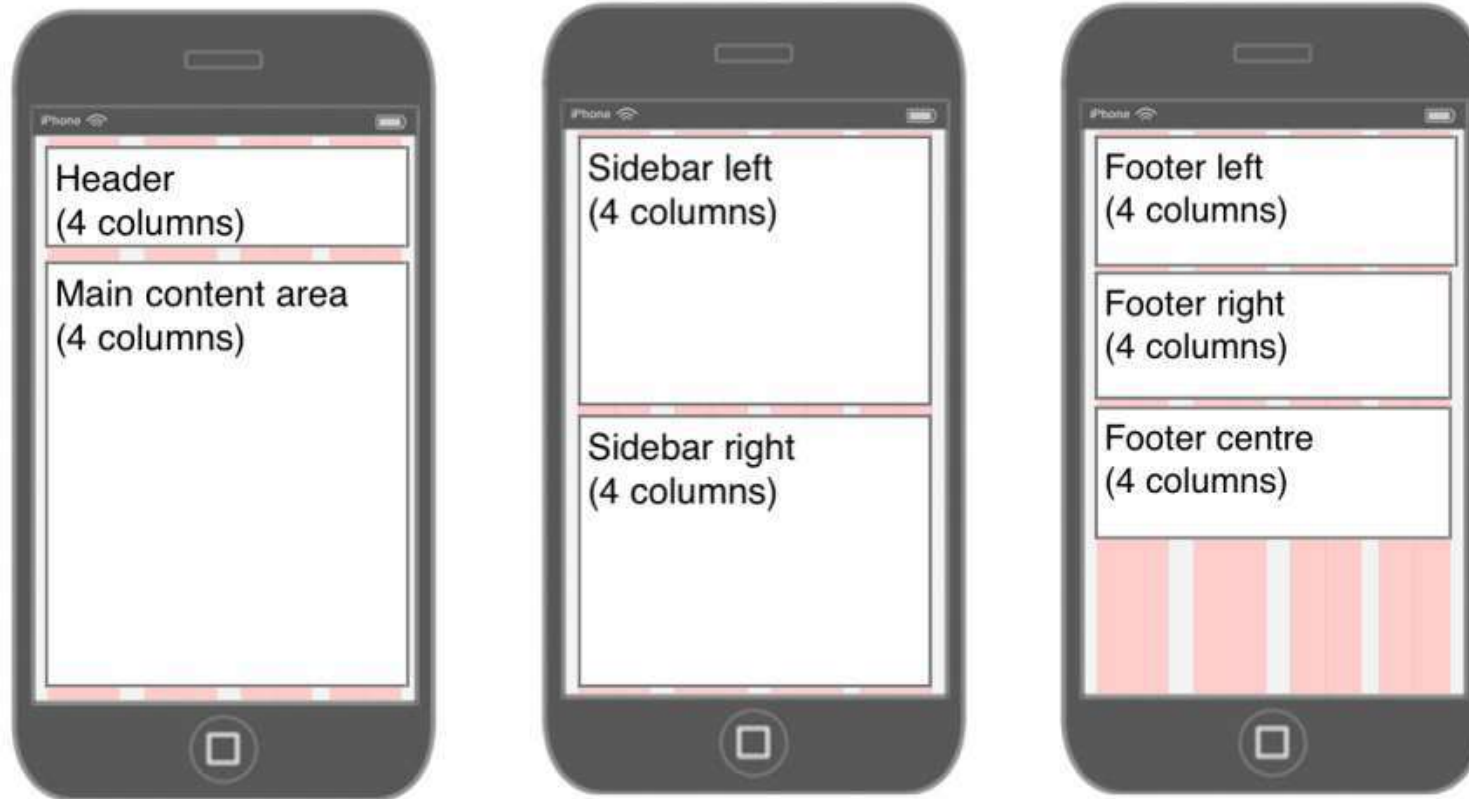 iPhone
Header
(4 columns)
Main content area
(4 columns)
iPhone
Sidebar left
(4 columns)
Sidebar right
(4 columns)
iPhone
Footer left
(4 columns)
Footer right
(4 columns)
Footer centre
(4 columns)